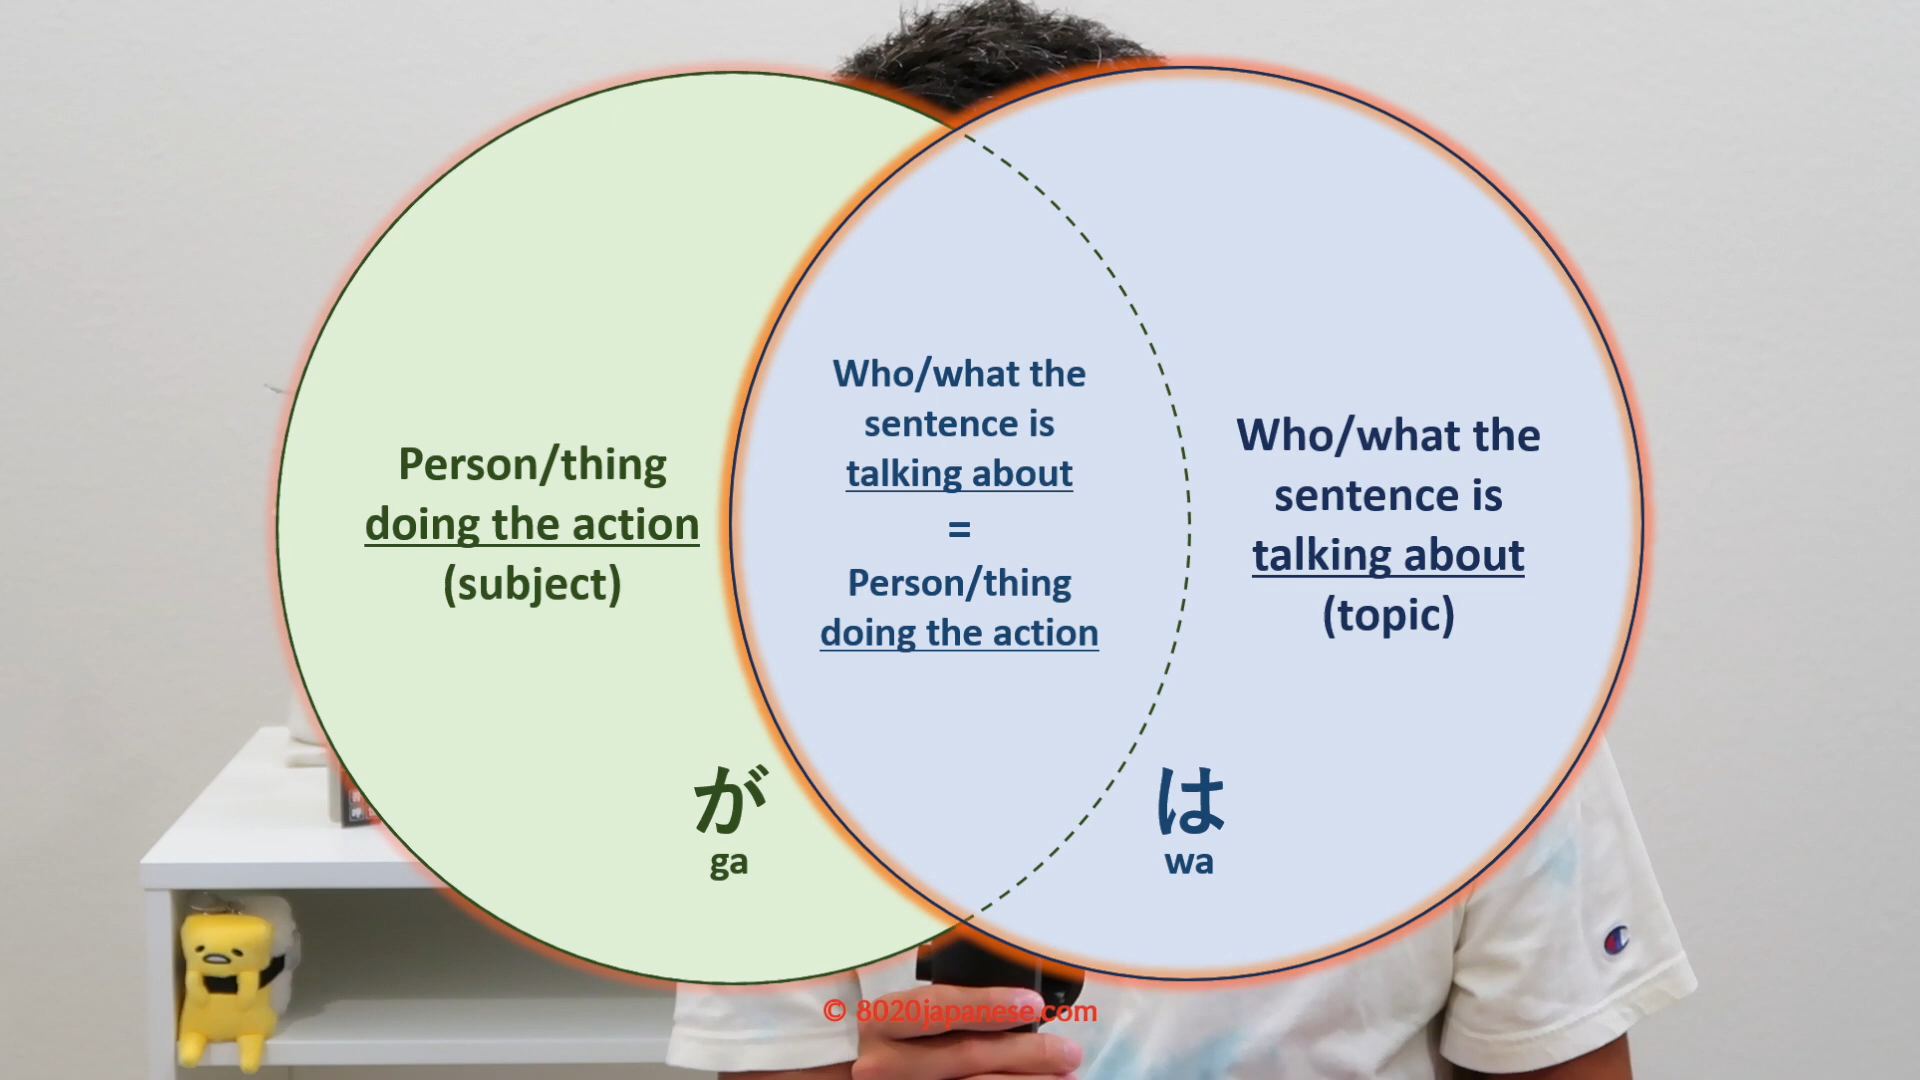 Person/thing
doing the action
(subject)
Who/what the
sentence is
talking about
=
Person/thing
doing the action
Who/what the
sentence is
talking about
(topic)
が
ga
は
wa
© 8020japanese.com